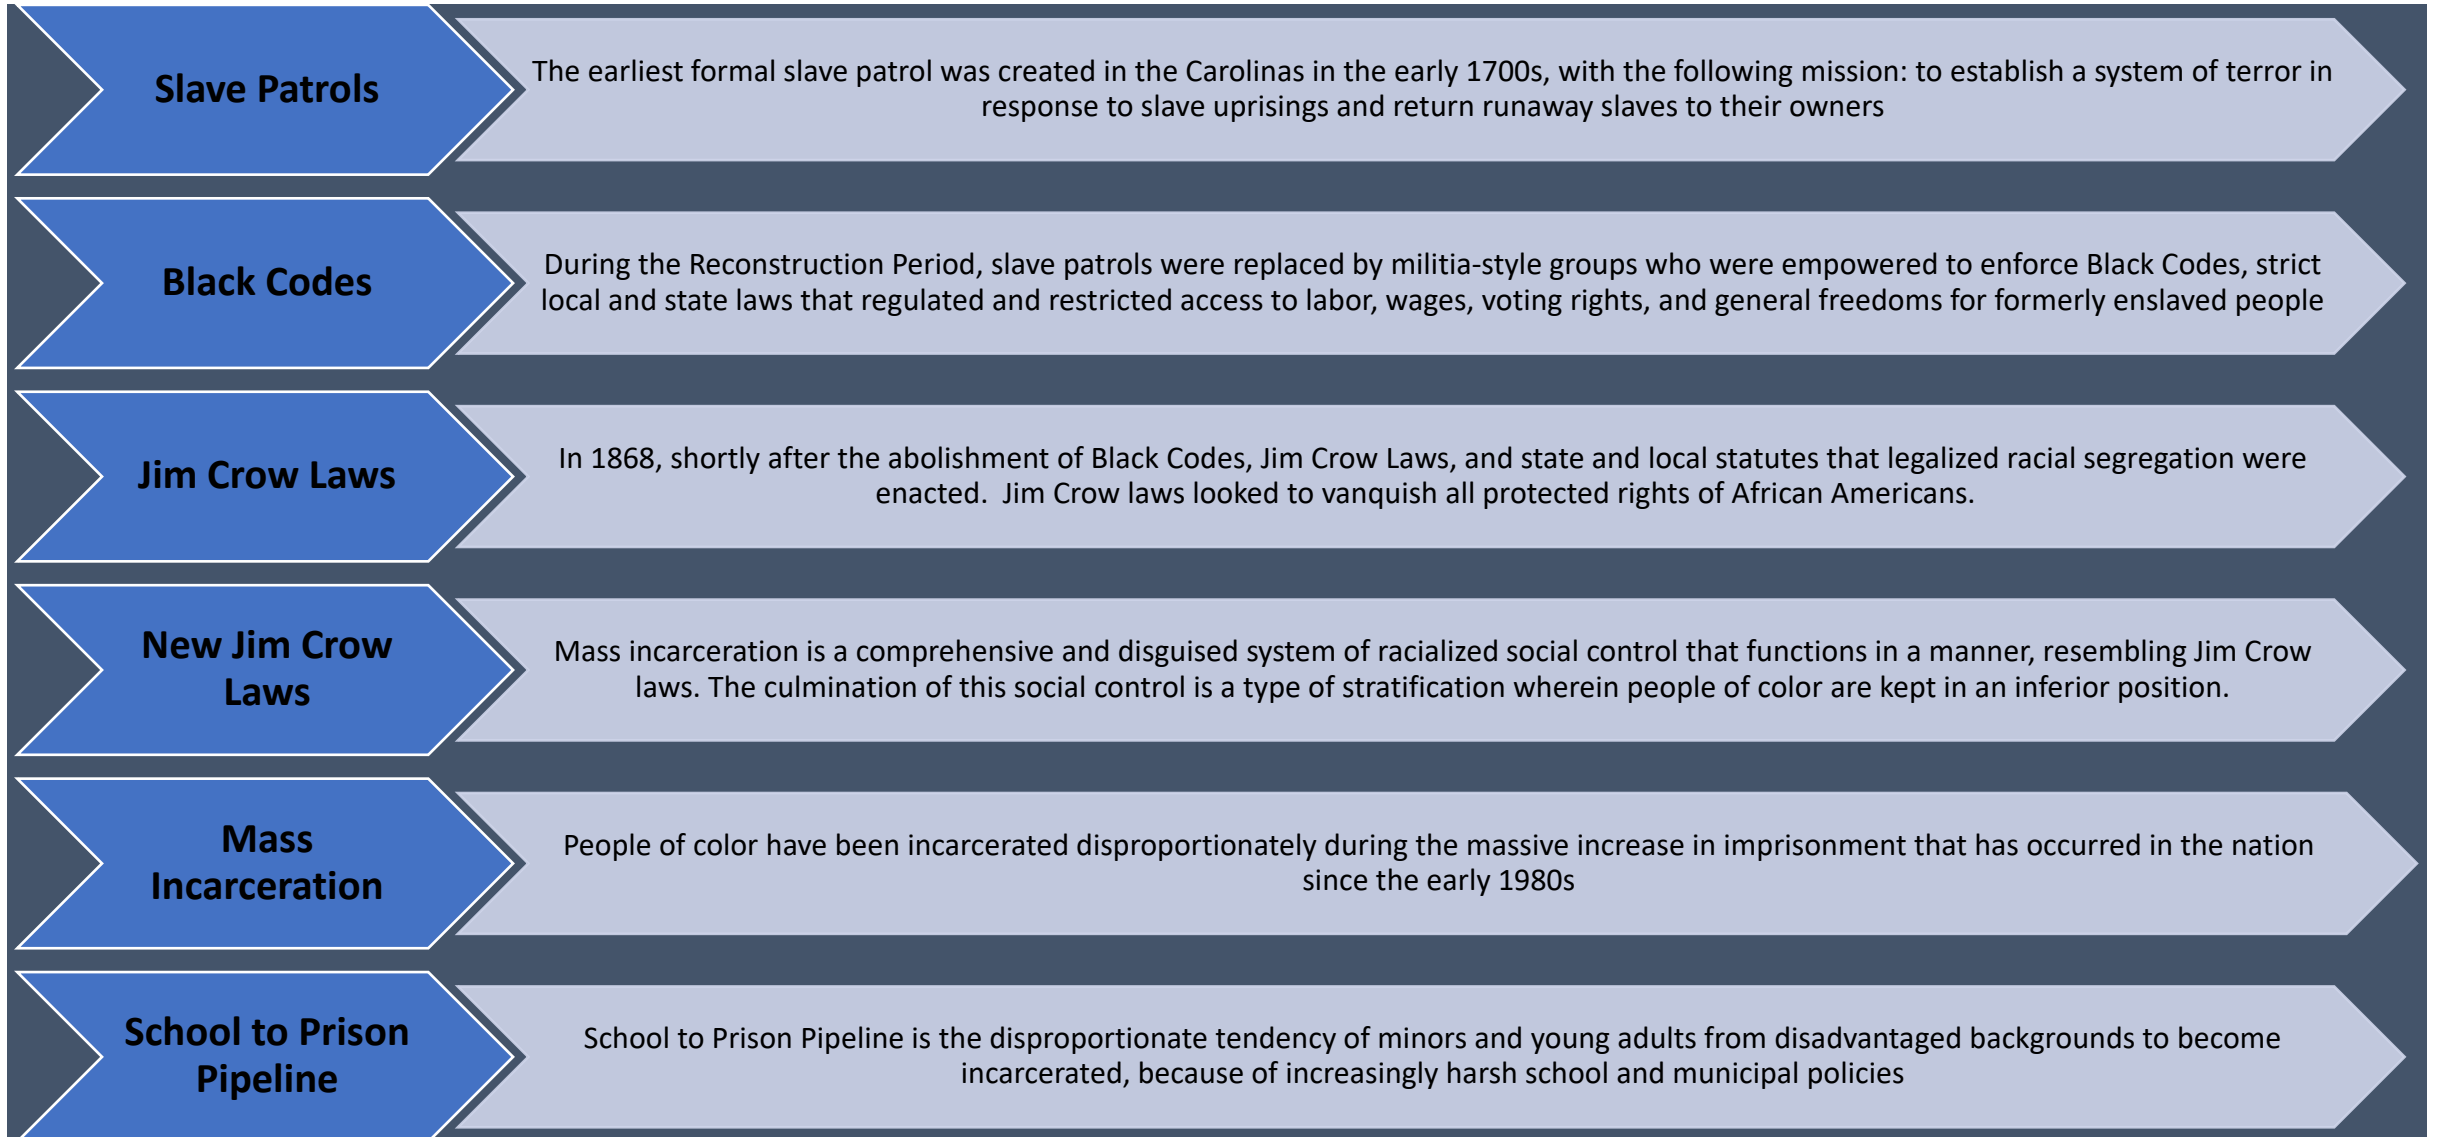 Slave Patrols
The earliest formal slave patrol was created in the Carolinas in the early 1700s, with the following mission: to establish a system of terror in
response to slave uprisings and return runaway slaves to their owners
Black Codes
During the Reconstruction Period, slave patrols were replaced by militia-style groups who were empowered to enforce Black Codes, strict
local and state laws that regulated and restricted access to labor, wages, voting rights, and general freedoms for formerly enslaved people
Jim Crow Laws
In 1868, shortly after the abolishment of Black Codes, Jim Crow Laws, and state and local statutes that legalized racial segregation were
enacted.  Jim Crow laws looked to vanquish all protected rights of African Americans.
New Jim Crow
Laws
Mass incarceration is a comprehensive and disguised system of racialized social control that functions in a manner, resembling Jim Crow
laws. The culmination of this social control is a type of stratification wherein people of color are kept in an inferior position.
Mass
Incarceration
People of color have been incarcerated disproportionately during the massive increase in imprisonment that has occurred in the nation
since the early 1980s
School to Prison
Pipeline
School to Prison Pipeline is the disproportionate tendency of minors and young adults from disadvantaged backgrounds to become
incarcerated, because of increasingly harsh school and municipal policies